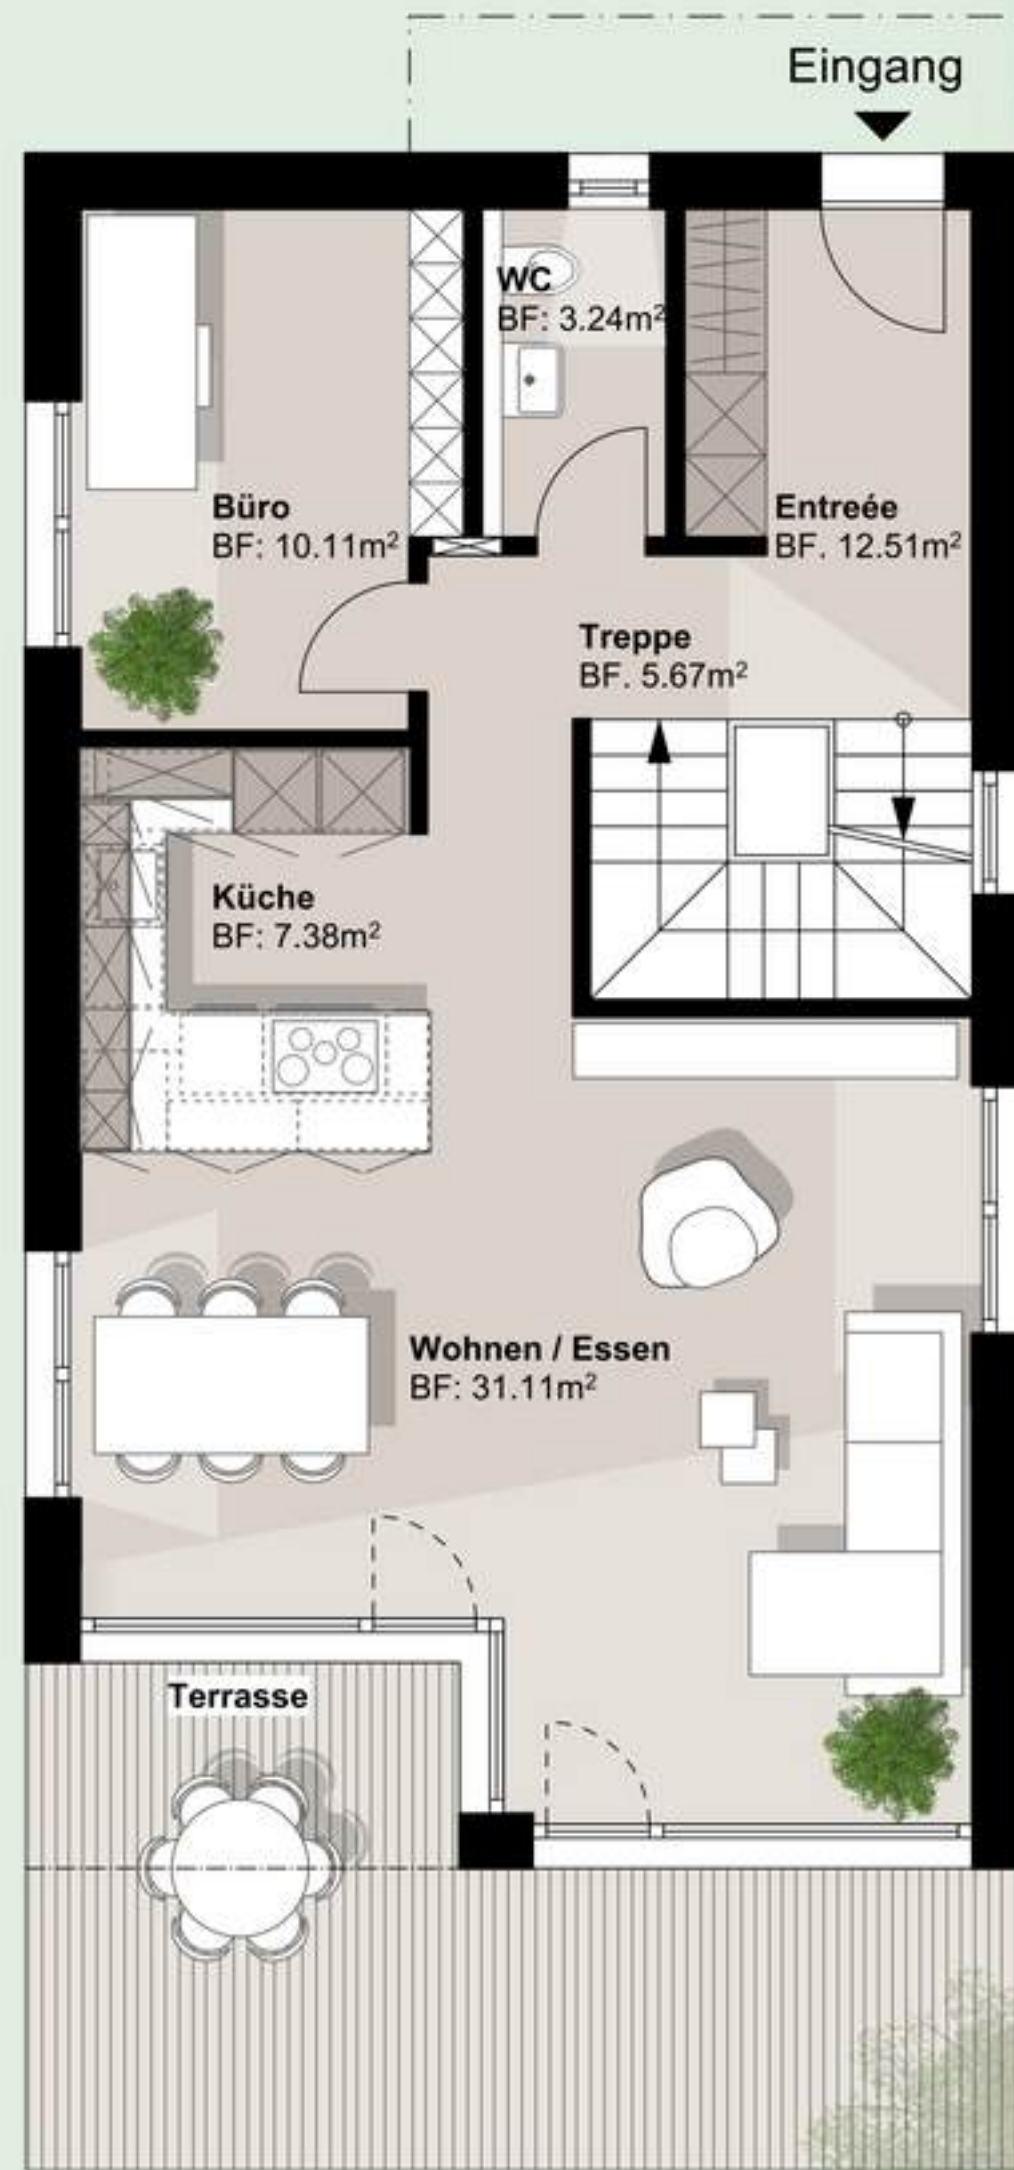 Eingang
WC
BF: 3.24m²
Büro
BF: 10.11m²
Entreée
BF. 12.51m²
Treppe
BF. 5.67m²
Küche
BF: 7.38m²
Wohnen / Essen
BF: 31.11m²
Terrasse